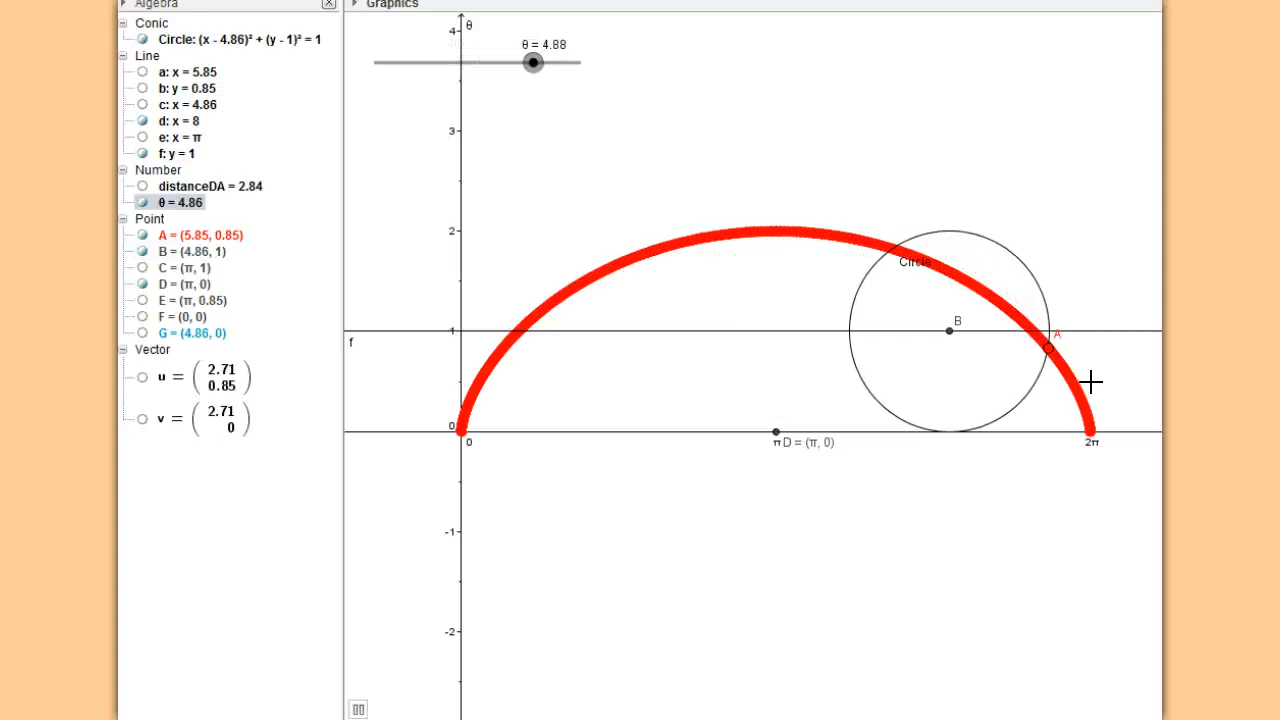 Algebra
Conic
Circle: (x - 4.86)² + (y - 1)² = 1
Line
a: x = 5.85
b: y = 0.85
c: x = 4.86
d: x = 8
e: x = π
f: y = 1
Number
distanceDA = 2.84
θ = 4.86
Point
A = (5.85, 0.85)
B = (4.86, 1)
C = (π, 1)
D = (π, 0)
E = (π, 0.85)
F = (0, 0)
G = (4.86, 0)
Vector
u = ( 2.71
0.85 )
v = ( 2.71
0 )
Graphics
θ
4
θ = 4.88
3
2
Circle
B
A
1
f
0
0
π D = (π, 0)
2π
-1
-2